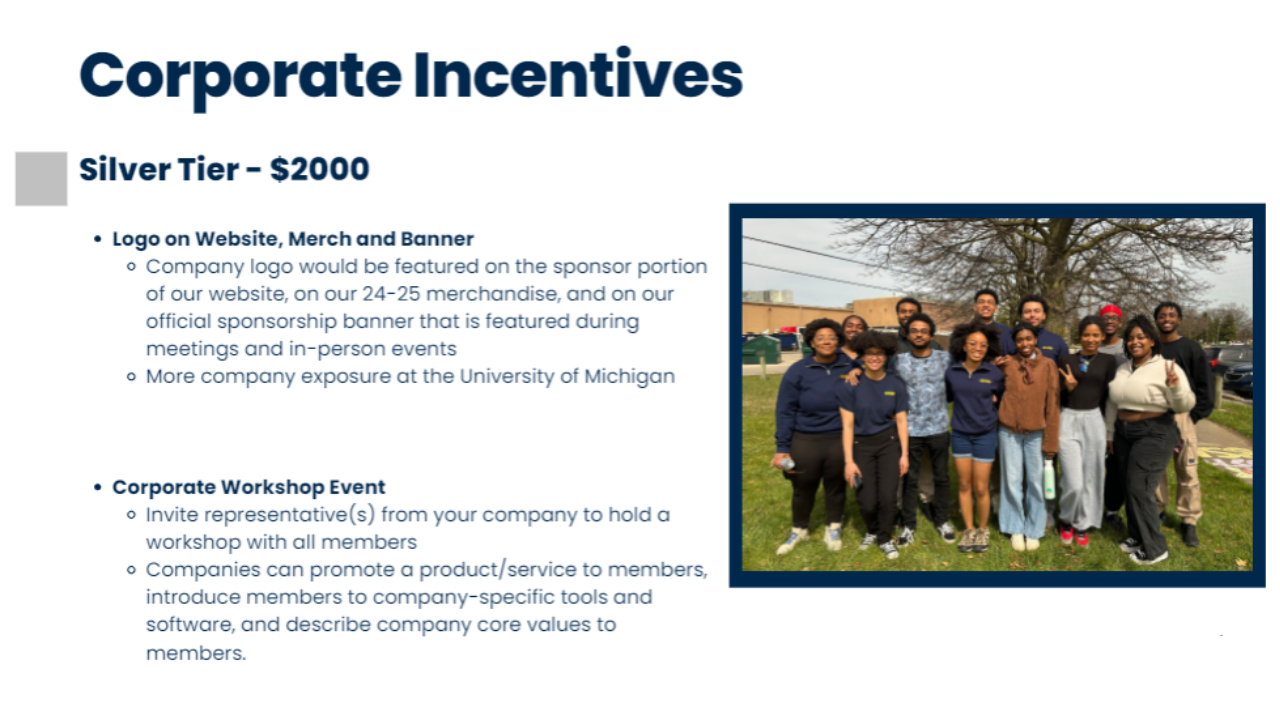 Corporate Incentives
Silver Tier - $2000
• Logo on Website, Merch and Banner
○ Company logo would be featured on the sponsor portion
of our website, on our 24-25 merchandise, and on our
official sponsorship banner that is featured during
meetings and in-person events
○ More company exposure at the University of Michigan
• Corporate Workshop Event
○ Invite representative(s) from your company to hold a
workshop with all members
○ Companies can promote a product/service to members,
introduce members to company-specific tools and
software, and describe company core values to
members.